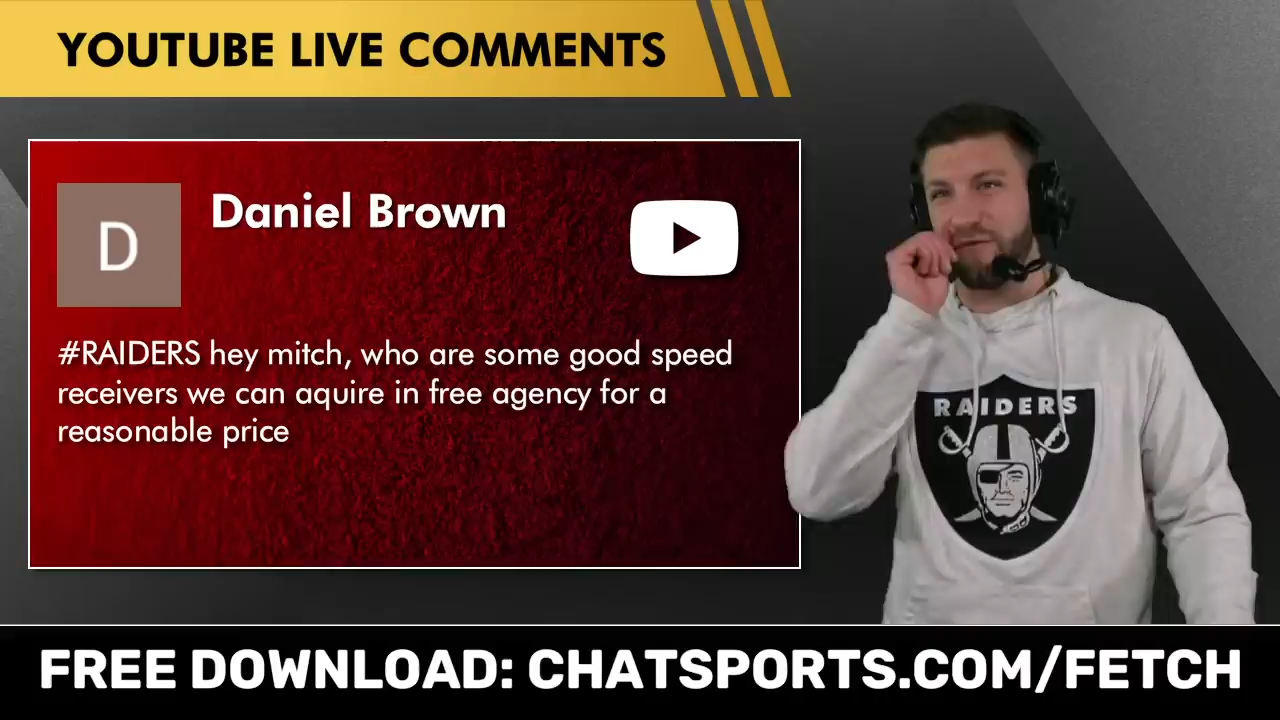 YOUTUBE LIVE COMMENTS
D
Daniel Brown
#RAIDERS hey mitch, who are some good speed
receivers we can aquire in free agency for a
reasonable price
RAIDERS
FREE DOWNLOAD: CHATSPORTS.COM/FETCH